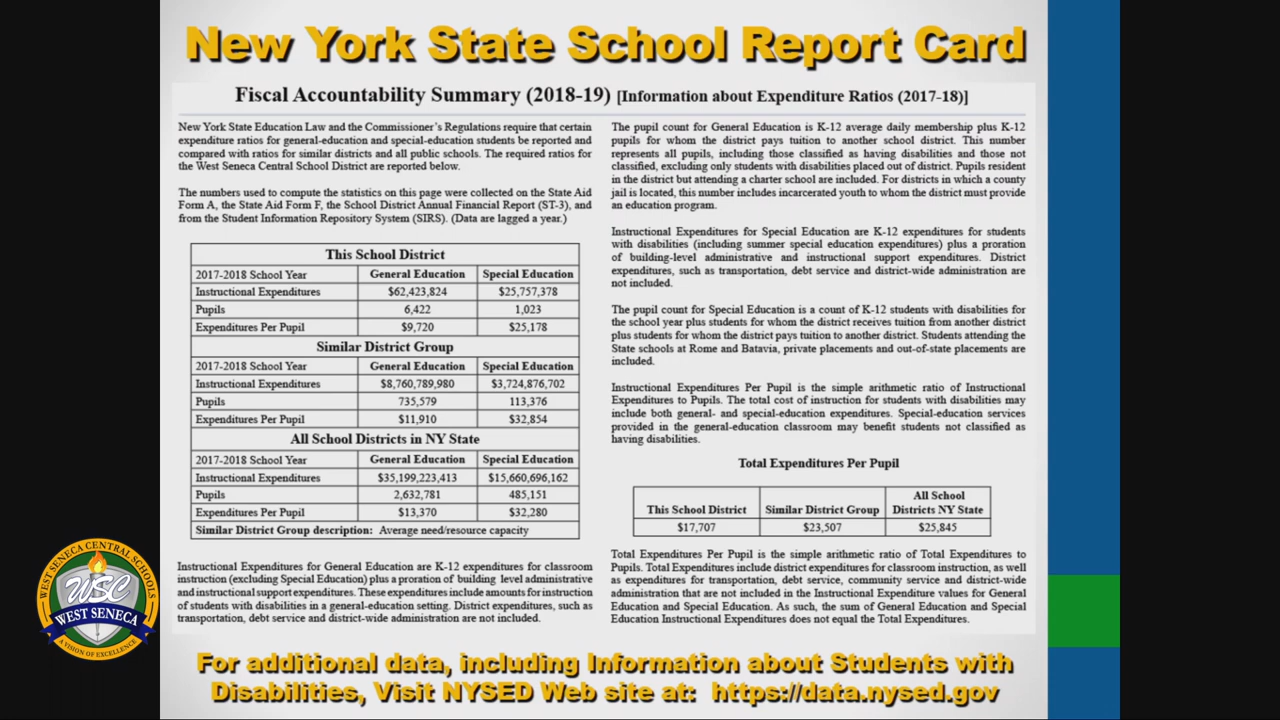 New York State School Report Card
Fiscal Accountability Summary (2018-19) [Information about Expenditure Ratios (2017-18)]
New York State Education Law and the Commissioner's Regulations require that certain
expenditure ratios for general-education and special-education students be reported and
compared with ratios for similar districts and all public schools. The required ratios for
the West Seneca Central School District are reported below.
The numbers used to compute the statistics on this page were collected on the State Aid
Form A, the State Aid Form F, the School District Annual Financial Report (ST-3), and
from the Student Information Repository System (SIRS). (Data are lagged a year.)
This School District
2017-2018 School Year General Education Special Education
Instructional Expenditures $62,423,824 $25,757,378
Pupils 6,422 1,023
Expenditures Per Pupil $9,720 $25,178
Similar District Group
2017-2018 School Year General Education Special Education
Instructional Expenditures $8,760,789,980 $3,724,876,702
Pupils 735,579 113,376
Expenditures Per Pupil $11,910 $32,854
All School Districts in NY State
2017-2018 School Year General Education Special Education
Instructional Expenditures $35,199,223,413 $15,660,696,162
Pupils 2,632,781 485,151
Expenditures Per Pupil $13,370 $32,280
Similar District Group description: Average need/resource capacity
Instructional Expenditures for General Education are K-12 expenditures for classroom
instruction (excluding Special Education) plus a proration of building level administrative
and instructional support expenditures. These expenditures include amounts for instruction
of students with disabilities in a general-education setting. District expenditures, such as
transportation, debt service and district-wide administration are not included.
The pupil count for General Education is K-12 average daily membership plus K-12
pupils for whom the district pays tuition to another school district. This number
represents all pupils, including those classified as having disabilities and those not
classified, excluding only students with disabilities placed out of district. Pupils resident
in the district but attending a charter school are included. For districts in which a county
jail is located, this number includes incarcerated youth to whom the district must provide
an education program.
Instructional Expenditures for Special Education are K-12 expenditures for students
with disabilities (including summer special education expenditures) plus a proration
of building-level administrative and instructional support expenditures. District
expenditures, such as transportation, debt service and district-wide administration are
not included.
The pupil count for Special Education is a count of K-12 students with disabilities for
the school year plus students for whom the district receives tuition from another district
plus students for whom the district pays tuition to another district. Students attending the
State schools at Rome and Batavia, private placements and out-of-state placements are
included.
Instructional Expenditures Per Pupil is the simple arithmetic ratio of Instructional
Expenditures to Pupils. The total cost of instruction for students with disabilities may
include both general- and special-education expenditures. Special-education services
provided in the general-education classroom may benefit students not classified as
having disabilities.
Total Expenditures Per Pupil
This School District Similar District Group All School Districts NY State
$17,707 $23,507 $25,845
Total Expenditures Per Pupil is the simple arithmetic ratio of Total Expenditures to
Pupils. Total Expenditures include district expenditures for classroom instruction, as well
as expenditures for transportation, debt service, community service and district-wide
administration that are not included in the Instructional Expenditure values for General
Education and Special Education. As such, the sum of General Education and Special
Education Instructional Expenditures does not equal the Total Expenditures.
WEST SENECA CENTRAL SCHOOLS
WSC
WEST SENECA
A VISION OF EXCELLENCE
For additional data, including Information about Students with
Disabilities, Visit NYSED Web site at: https://data.nysed.gov